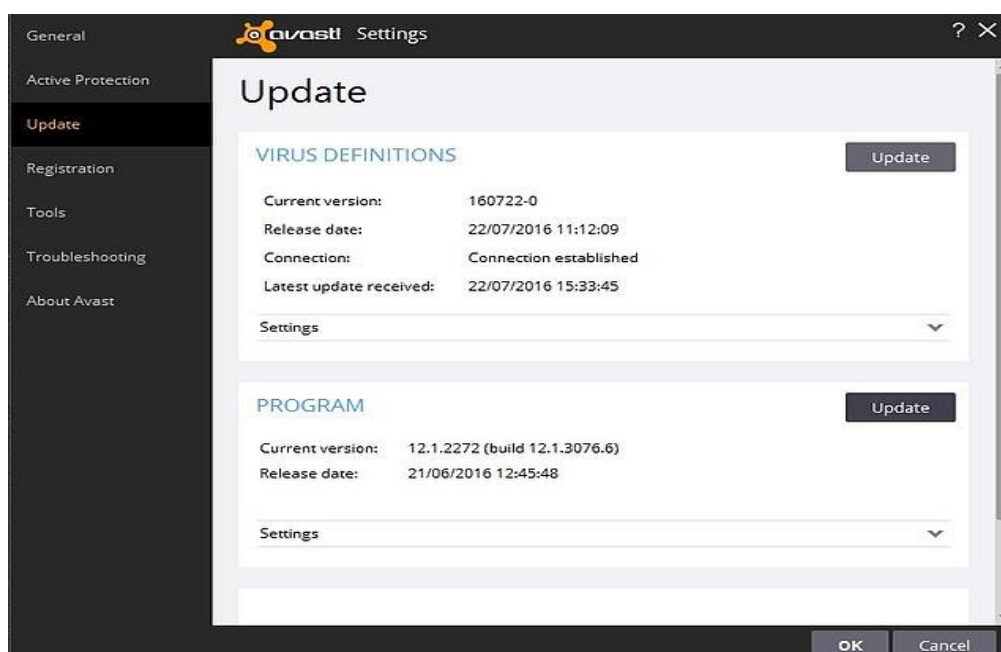 General
Active Protection
Update
Registration
Tools
Troubleshooting
About Avast
avast! Settings
? ×
Update
VIRUS DEFINITIONS
Update
Current version: 160722-0
Release date: 22/07/2016 11:12:09
Connection: Connection established
Latest update received: 22/07/2016 15:33:45
Settings
PROGRAM
Update
Current version: 12.1.2272 (build 12.1.3076.6)
Release date: 21/06/2016 12:45:48
Settings
OK Cancel